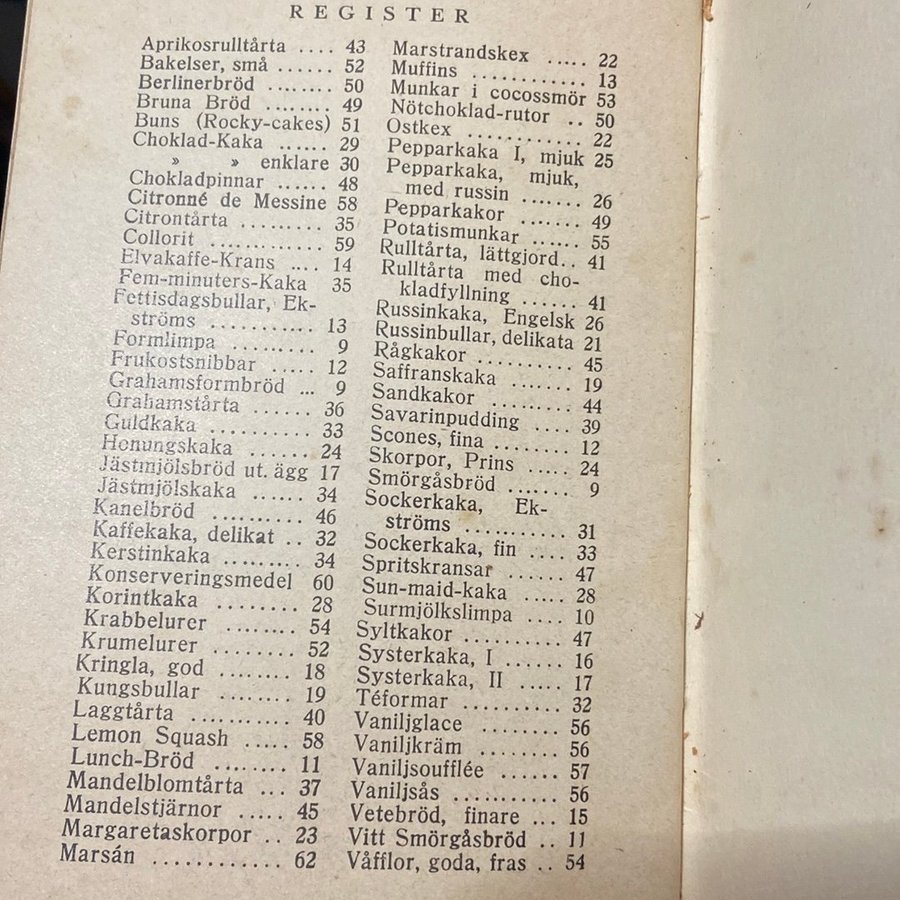 REGISTER
Aprikosrulltårta .... 43
Bakelser, små ...... 52
Berlinerbröd ........ 50
Bruna Bröd ........ 49
Buns (Rocky-cakes) 51
Choklad-Kaka ...... 29
» » enklare 30
Chokladpinnar ...... 48
Citronné de Messine 58
Citrontårta ......... 35
Collorit ............ 59
Elvakaffe-Krans .... 14
Fem-minuters-Kaka 35
Fettisdagsbullar, Ek-
ströms ........... 13
Formlimpa ......... 9
Frukostsnibbar ..... 12
Grahamsformbröd ... 9
Grahamstårta ...... 36
Guldkaka .......... 33
Honungskaka ...... 24
Jästmjölsbröd ut. ägg 17
Jästmjölskaka ...... 34
Kanelbröd ......... 46
Kaffekaka, delikat .. 32
Kerstinkaka ......... 34
Konserveringsmedel 60
Korintkaka ........ 28
Krabbelurer ........ 54
Krumelurer ........ 52
Kringla, god ....... 18
Kungsbullar ....... 19
Laggtårta .......... 40
Lemon Squash ..... 58
Lunch-Bröd ........ 11
Mandelblomtårta ... 37
Mandelstjärnor .... 45
Margaretaskorpor .. 23
Marsán ............ 62
Marstrandskex ..... 22
Muffins ............ 13
Munkar i cocossmör 53
Nötchoklad-rutor .. 50
Ostkex ............ 22
Pepparkaka I, mjuk 25
Pepparkaka, mjuk,
med russin ....... 26
Pepparkakor ....... 49
Potatismunkar ...... 55
Rulltårta, lättgjord.. 41
Rulltårta med cho-
kladfyllning ...... 41
Russinkaka, Engelsk 26
Russinbullar, delikata 21
Rågkakor ......... 45
Saffranskaka ....... 19
Sandkakor ......... 44
Savarinpudding .... 39
Scones, fina ....... 12
Skorpor, Prins ..... 24
Smörgåsbröd ....... 9
Sockerkaka, Ek-
ströms ........... 31
Sockerkaka, fin .... 33
Spritskransar ...... 47
Sun-maid-kaka ..... 28
Surmjölkslimpa .... 10
Syltkakor .......... 47
Systerkaka, I ...... 16
Systerkaka, II ..... 17
Téformar .......... 32
Vaniljglace ........ 56
Vaniljkräm ........ 56
Vaniljsoufflée ...... 57
Vaniljsås ........... 56
Vetebröd, finare ... 15
Vitt Smörgåsbröd .. 11
Våfflor, goda, fras .. 54